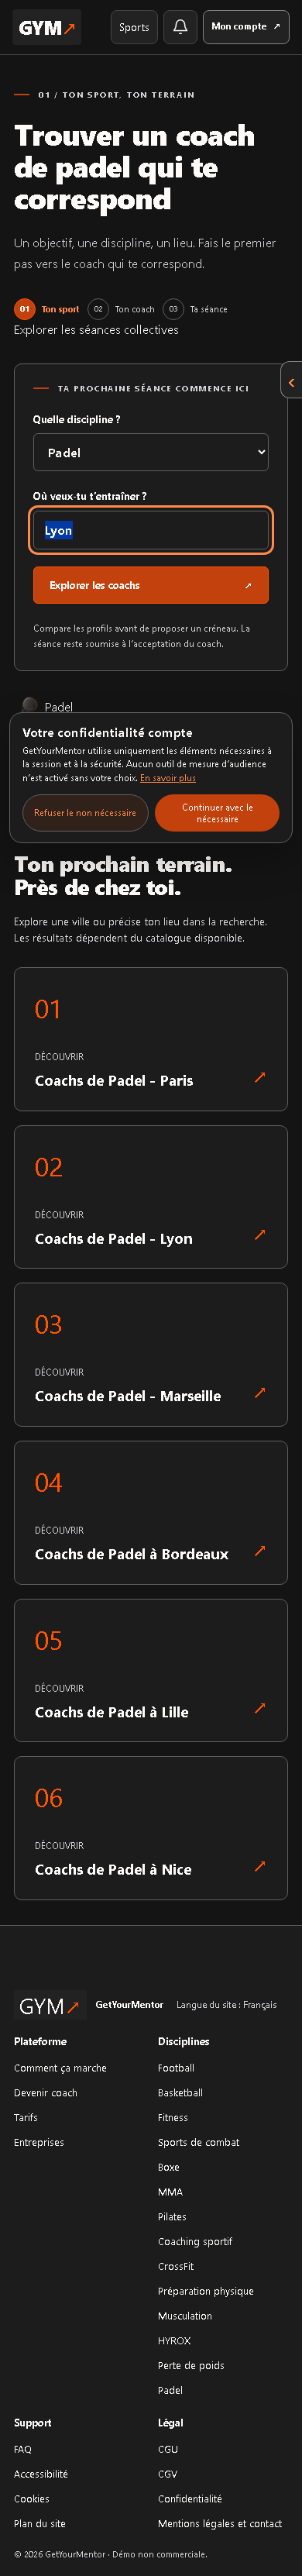 GYM↗
Sports
Mon compte ↗
01 / TON SPORT, TON TERRAIN
Trouver un coach
de padel qui te
correspond
Un objectif, une discipline, un lieu. Fais le premier
pas vers le coach qui te correspond.
01 Ton sport 02 Ton coach 03 Ta séance
Explorer les séances collectives
TA PROCHAINE SÉANCE COMMENCE ICI
Quelle discipline ?
Padel
Où veux-tu t'entraîner ?
Lyon
Explorer les coachs ↗
Compare les profils avant de proposer un créneau. La
séance reste soumise à l'acceptation du coach.
Padel
Votre confidentialité compte
GetYourMentor utilise uniquement les éléments nécessaires à
la session et à la sécurité. Aucun outil de mesure d'audience
n'est activé sans votre choix. En savoir plus
Refuser le non nécessaire
Continuer avec le
nécessaire
Ton prochain terrain.
Près de chez toi.
Explore une ville ou précise ton lieu dans la recherche.
Les résultats dépendent du catalogue disponible.
01
DÉCOUVRIR
Coachs de Padel - Paris ↗
02
DÉCOUVRIR
Coachs de Padel - Lyon ↗
03
DÉCOUVRIR
Coachs de Padel - Marseille ↗
04
DÉCOUVRIR
Coachs de Padel à Bordeaux ↗
05
DÉCOUVRIR
Coachs de Padel à Lille ↗
06
DÉCOUVRIR
Coachs de Padel à Nice ↗
GYM↗ GetYourMentor Langue du site : Français
Plateforme
Comment ça marche
Devenir coach
Tarifs
Entreprises
Disciplines
Football
Basketball
Fitness
Sports de combat
Boxe
MMA
Pilates
Coaching sportif
CrossFit
Préparation physique
Musculation
HYROX
Perte de poids
Padel
Support
FAQ
Accessibilité
Cookies
Plan du site
Légal
CGU
CGV
Confidentialité
Mentions légales et contact
© 2026 GetYourMentor · Démo non commerciale.